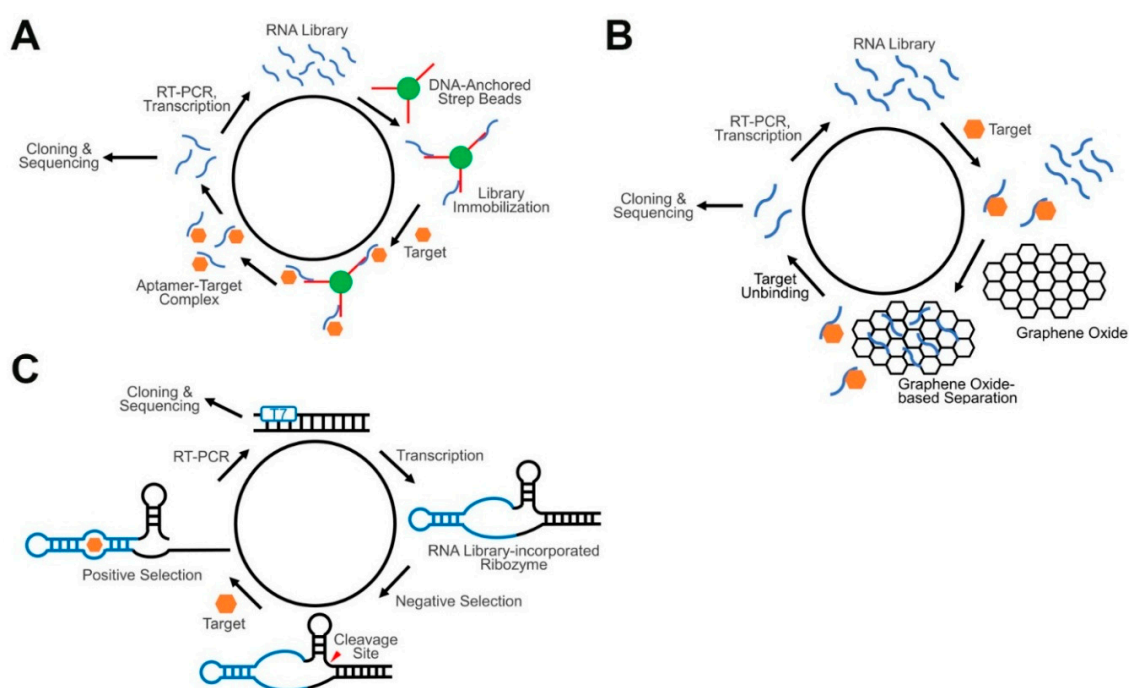 A
RNA Library
DNA-Anchored
Strep Beads
RT-PCR,
Transcription
Cloning &
Sequencing
Library
Immobilization
Target
Aptamer-Target
Complex
B
RNA Library
Target
RT-PCR,
Transcription
Cloning &
Sequencing
Target
Unbinding
Graphene Oxide
Graphene Oxide-
based Separation
C
Cloning &
Sequencing
T7
RT-PCR
Transcription
RNA Library-incorporated
Ribozyme
Positive Selection
Negative Selection
Target
Cleavage
Site